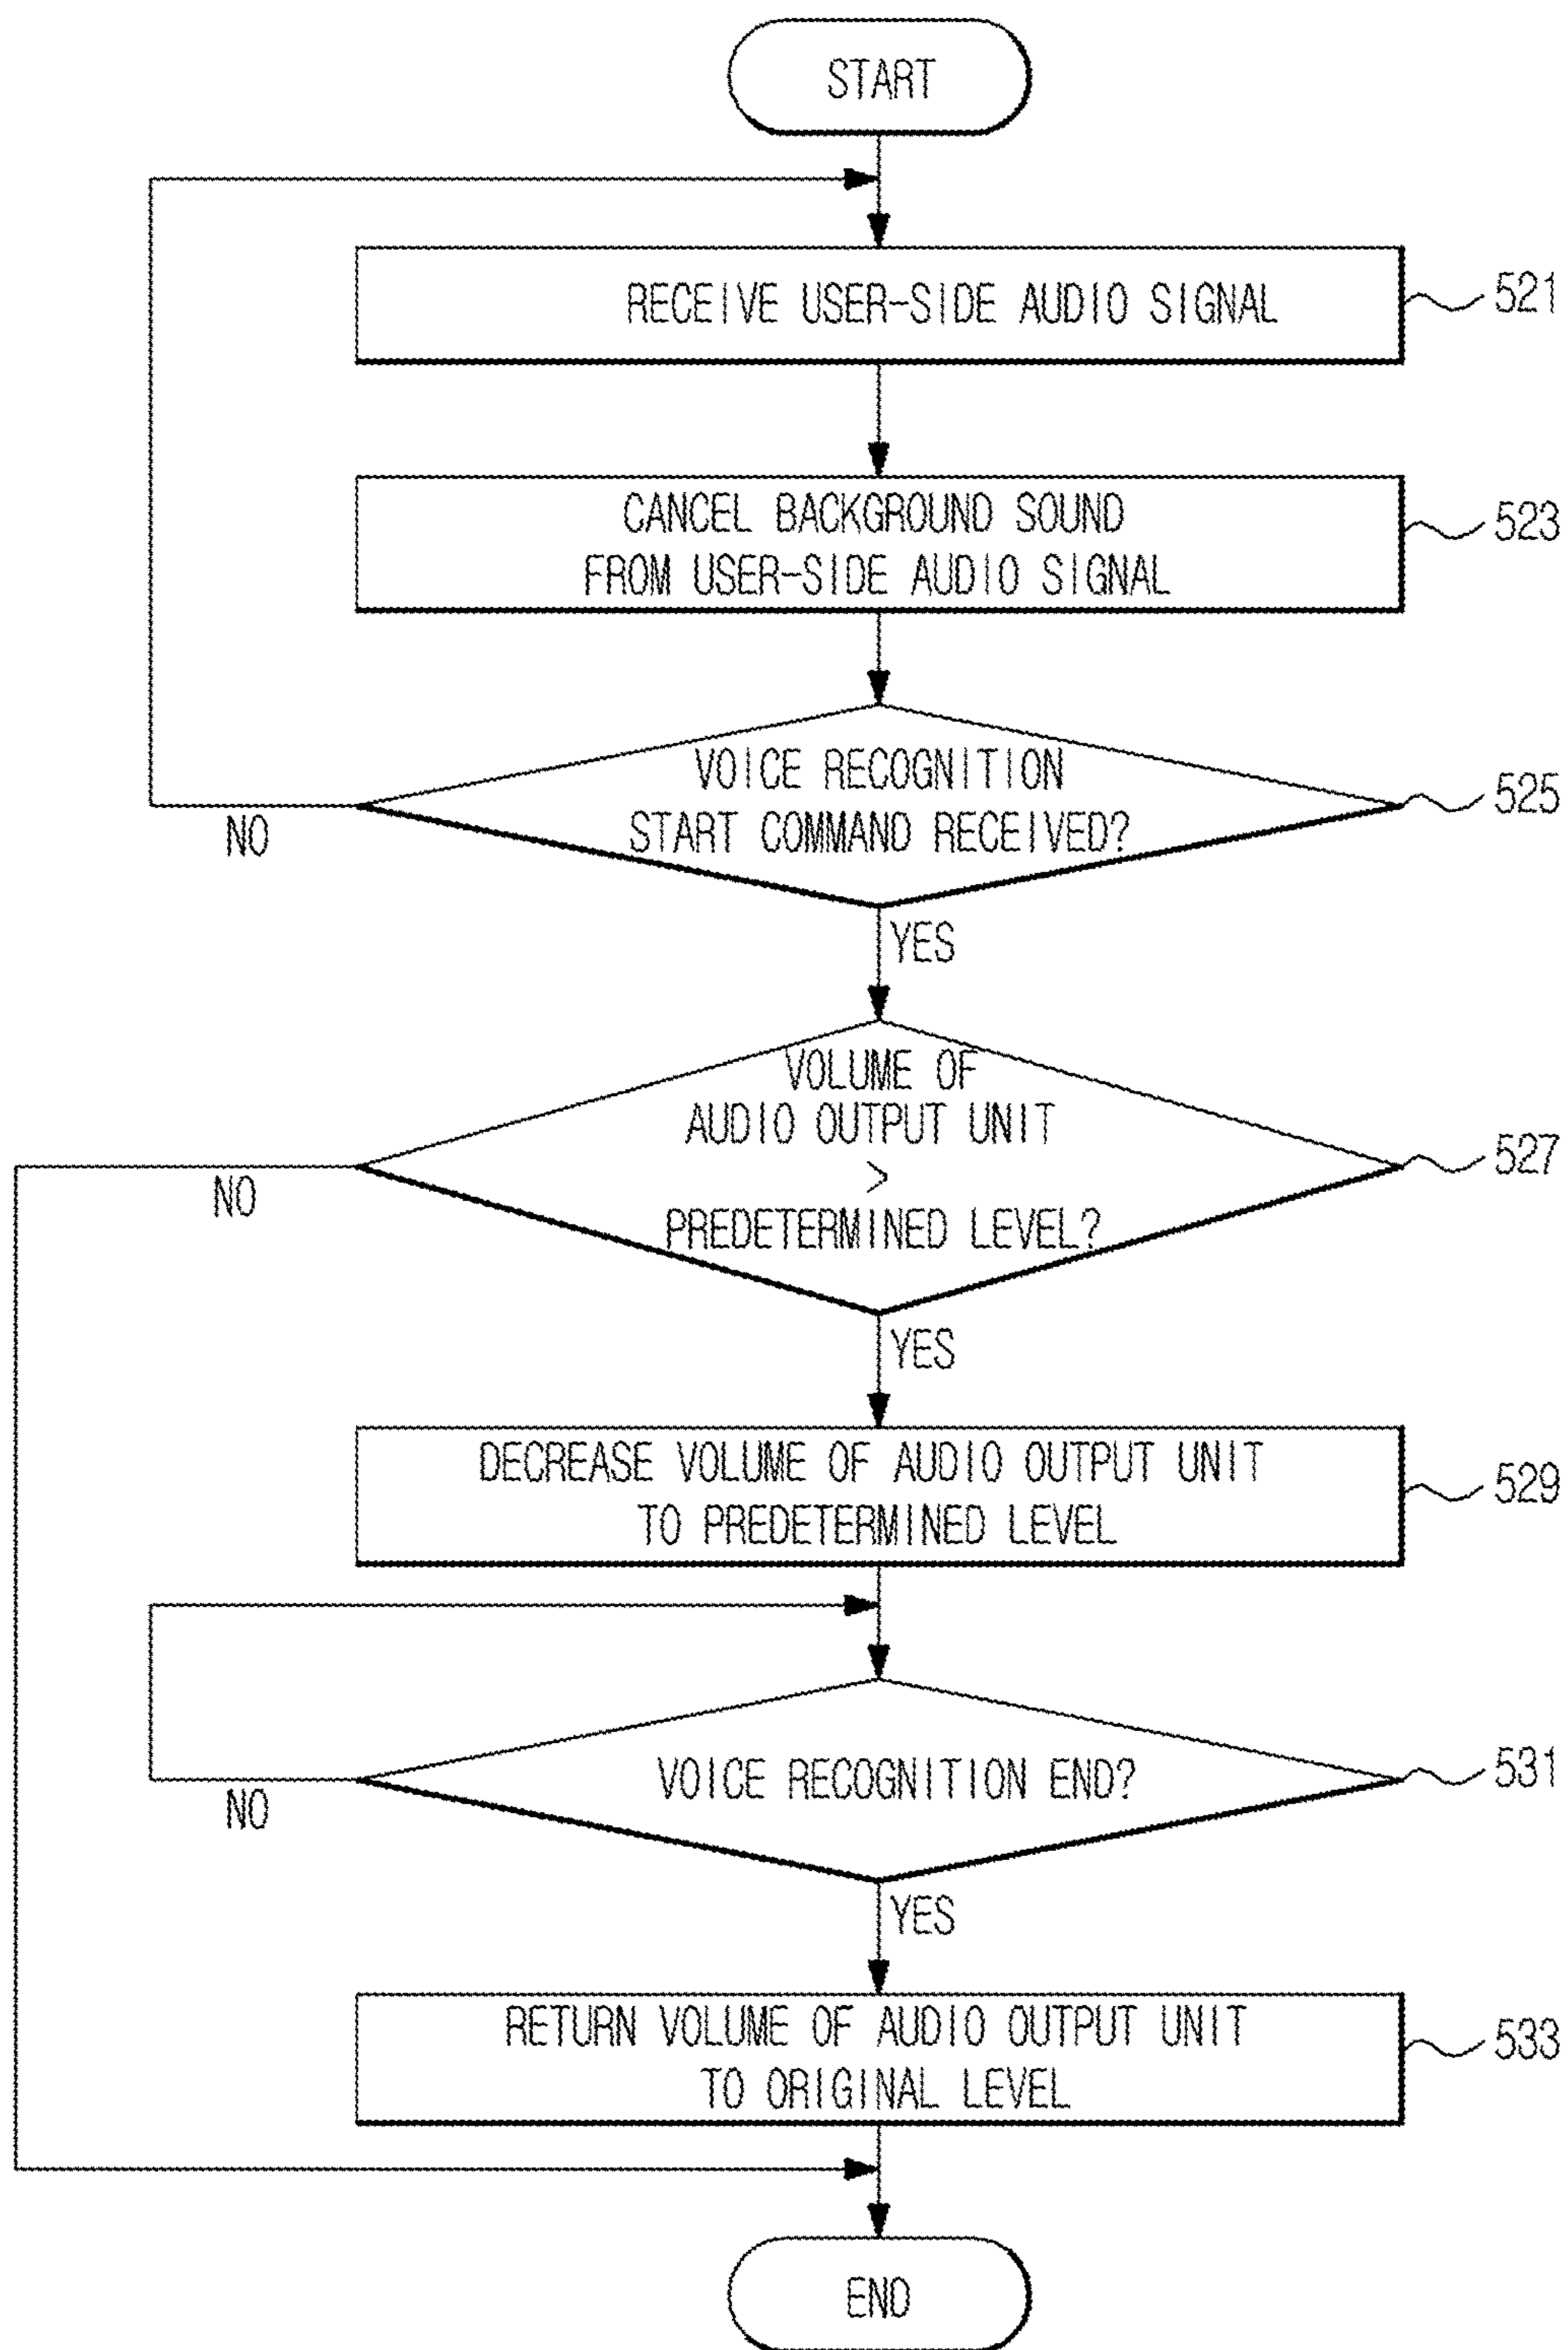 START
RECEIVE USER-SIDE AUDIO SIGNAL
521
CANCEL BACKGROUND SOUND
FROM USER-SIDE AUDIO SIGNAL
523
VOICE RECOGNITION
START COMMAND RECEIVED?
525
NO
YES
VOLUME OF
AUDIO OUTPUT UNIT
>
PREDETERMINED LEVEL?
527
NO
YES
DECREASE VOLUME OF AUDIO OUTPUT UNIT
TO PREDETERMINED LEVEL
529
VOICE RECOGNITION END?
531
NO
YES
RETURN VOLUME OF AUDIO OUTPUT UNIT
TO ORIGINAL LEVEL
533
END